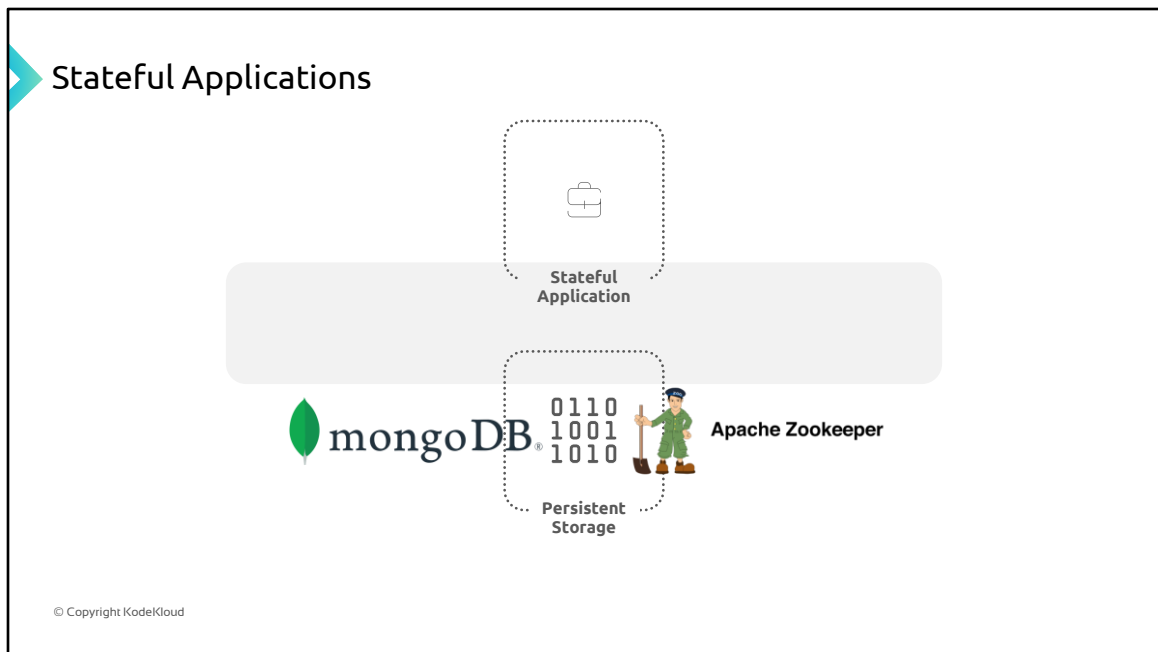 Stateful Applications
Stateful
Application
mongoDB®
0110
1001
1010
Apache Zookeeper
Persistent
Storage
© Copyright KodeKloud